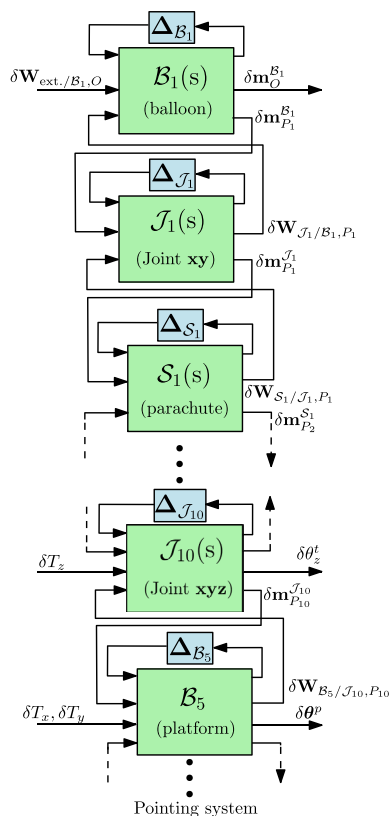 Δ_{𝓑_1}
δ𝐖_{ext./𝓑_1,O}
𝓑_1(s)
(balloon)
δ𝐦_O^{𝓑_1}
δ𝐦_{P_1}^{𝓑_1}
Δ_{𝓙_1}
𝓙_1(s)
(Joint xy)
δ𝐖_{𝓙_1/𝓑_1,P_1}
δ𝐦_{P_1}^{𝓙_1}
Δ_{𝓢_1}
𝓢_1(s)
(parachute)
δ𝐖_{𝓢_1/𝓙_1,P_1}
δ𝐦_{P_2}^{𝓢_1}
Δ_{𝓙_{10}}
δT_z
𝓙_{10}(s)
(Joint xyz)
δθ_z^t
δ𝐦_{P_{10}}^{𝓙_{10}}
Δ_{𝓑_5}
δT_x, δT_y
𝓑_5
(platform)
δ𝐖_{𝓑_5/𝓙_{10},P_{10}}
δ𝛉^p
Pointing system